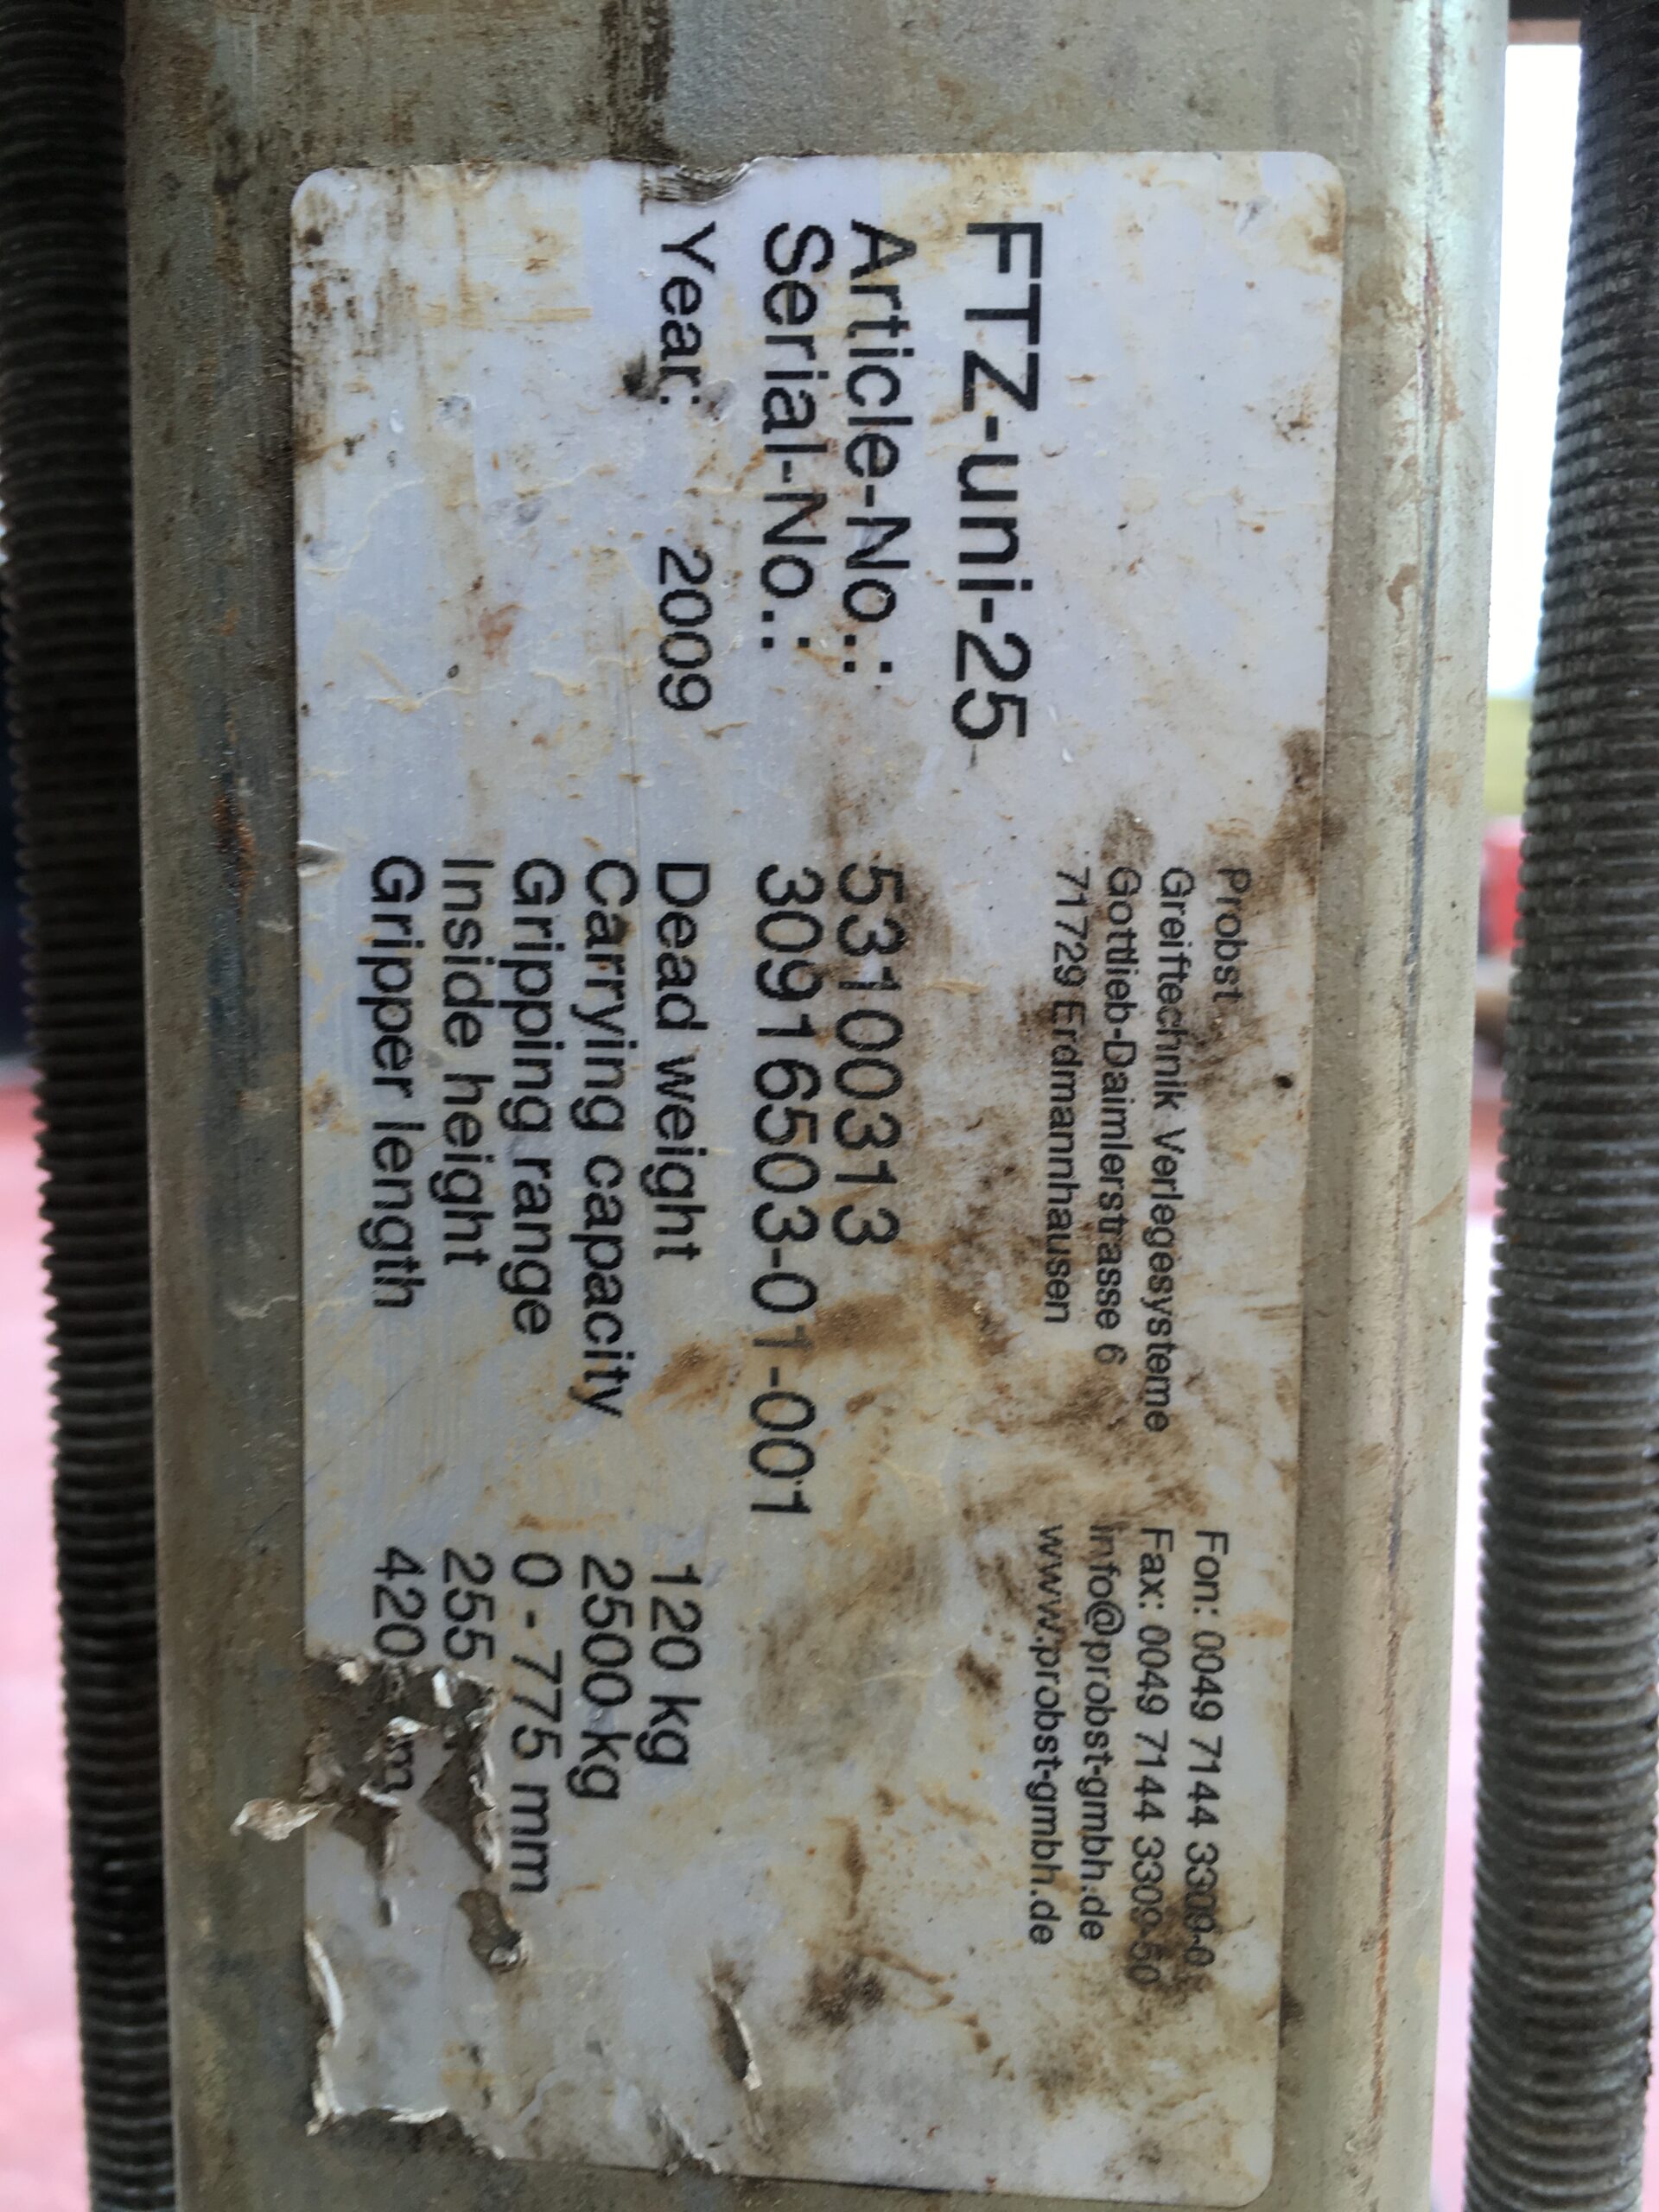 Probst
Greiftechnik Verlegesysteme
Gottlieb-Daimlerstrasse 6
71729 Erdmannhausen
Fon: 0049 7144 3309-0
Fax: 0049 7144 3309-50
info@probst-gmbh.de
www.probst-gmbh.de
FTZ-uni-25
Article-No.: 53100313
Serial-No.: 30916503-01-001
Year: 2009
Dead weight 120 kg
Carrying capacity 2500 kg
Gripping range 0 - 775 mm
Inside height 255
Gripper length 420